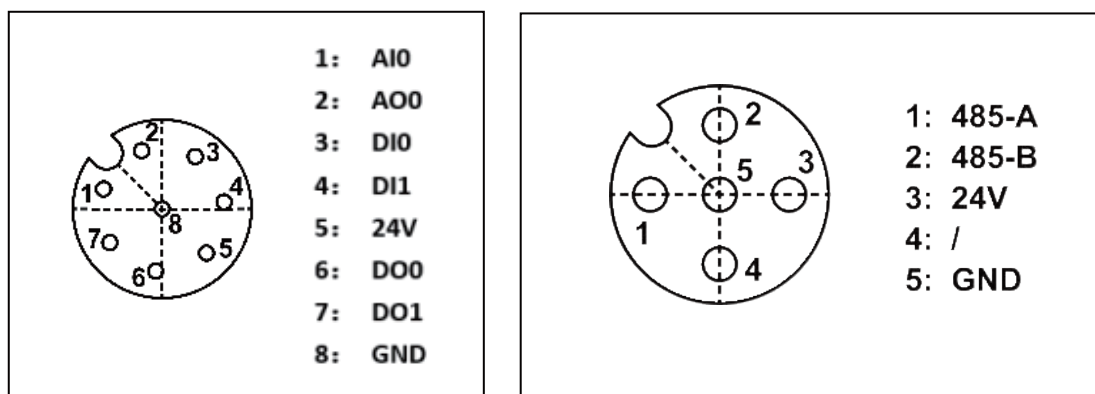 1： AI0
2： AO0
3： DI0
4： DI1
5： 24V
6： DO0
7： DO1
8： GND
2
3
1
4
8
7
5
6
1: 485-A
2: 485-B
3: 24V
4: /
5: GND
2
5
3
1
4